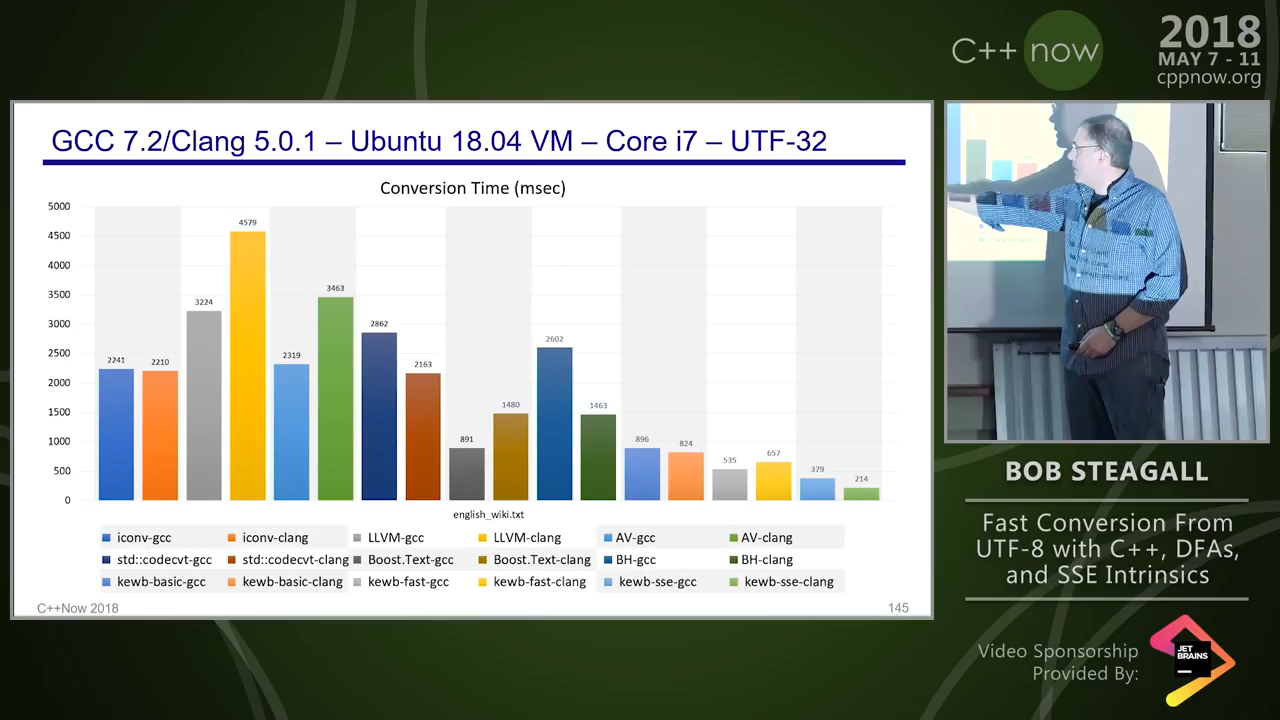 C++ now
2018
MAY 7 - 11
cppnow.org
GCC 7.2/Clang 5.0.1 – Ubuntu 18.04 VM – Core i7 – UTF-32
Conversion Time (msec)
5000
4500
4000
3500
3000
2500
2000
1500
1000
500
0
2241
2210
3224
4579
2319
3463
2862
2163
891
1480
2602
1463
896
824
535
657
379
214
english_wiki.txt
iconv-gcc iconv-clang LLVM-gcc LLVM-clang AV-gcc AV-clang
std::codecvt-gcc std::codecvt-clang Boost.Text-gcc Boost.Text-clang BH-gcc BH-clang
kewb-basic-gcc kewb-basic-clang kewb-fast-gcc kewb-fast-clang kewb-sse-gcc kewb-sse-clang
C++Now 2018 145
BOB STEAGALL
Fast Conversion From
UTF-8 with C++, DFAs,
and SSE Intrinsics
Video Sponsorship
Provided By:
JET
BRAINS